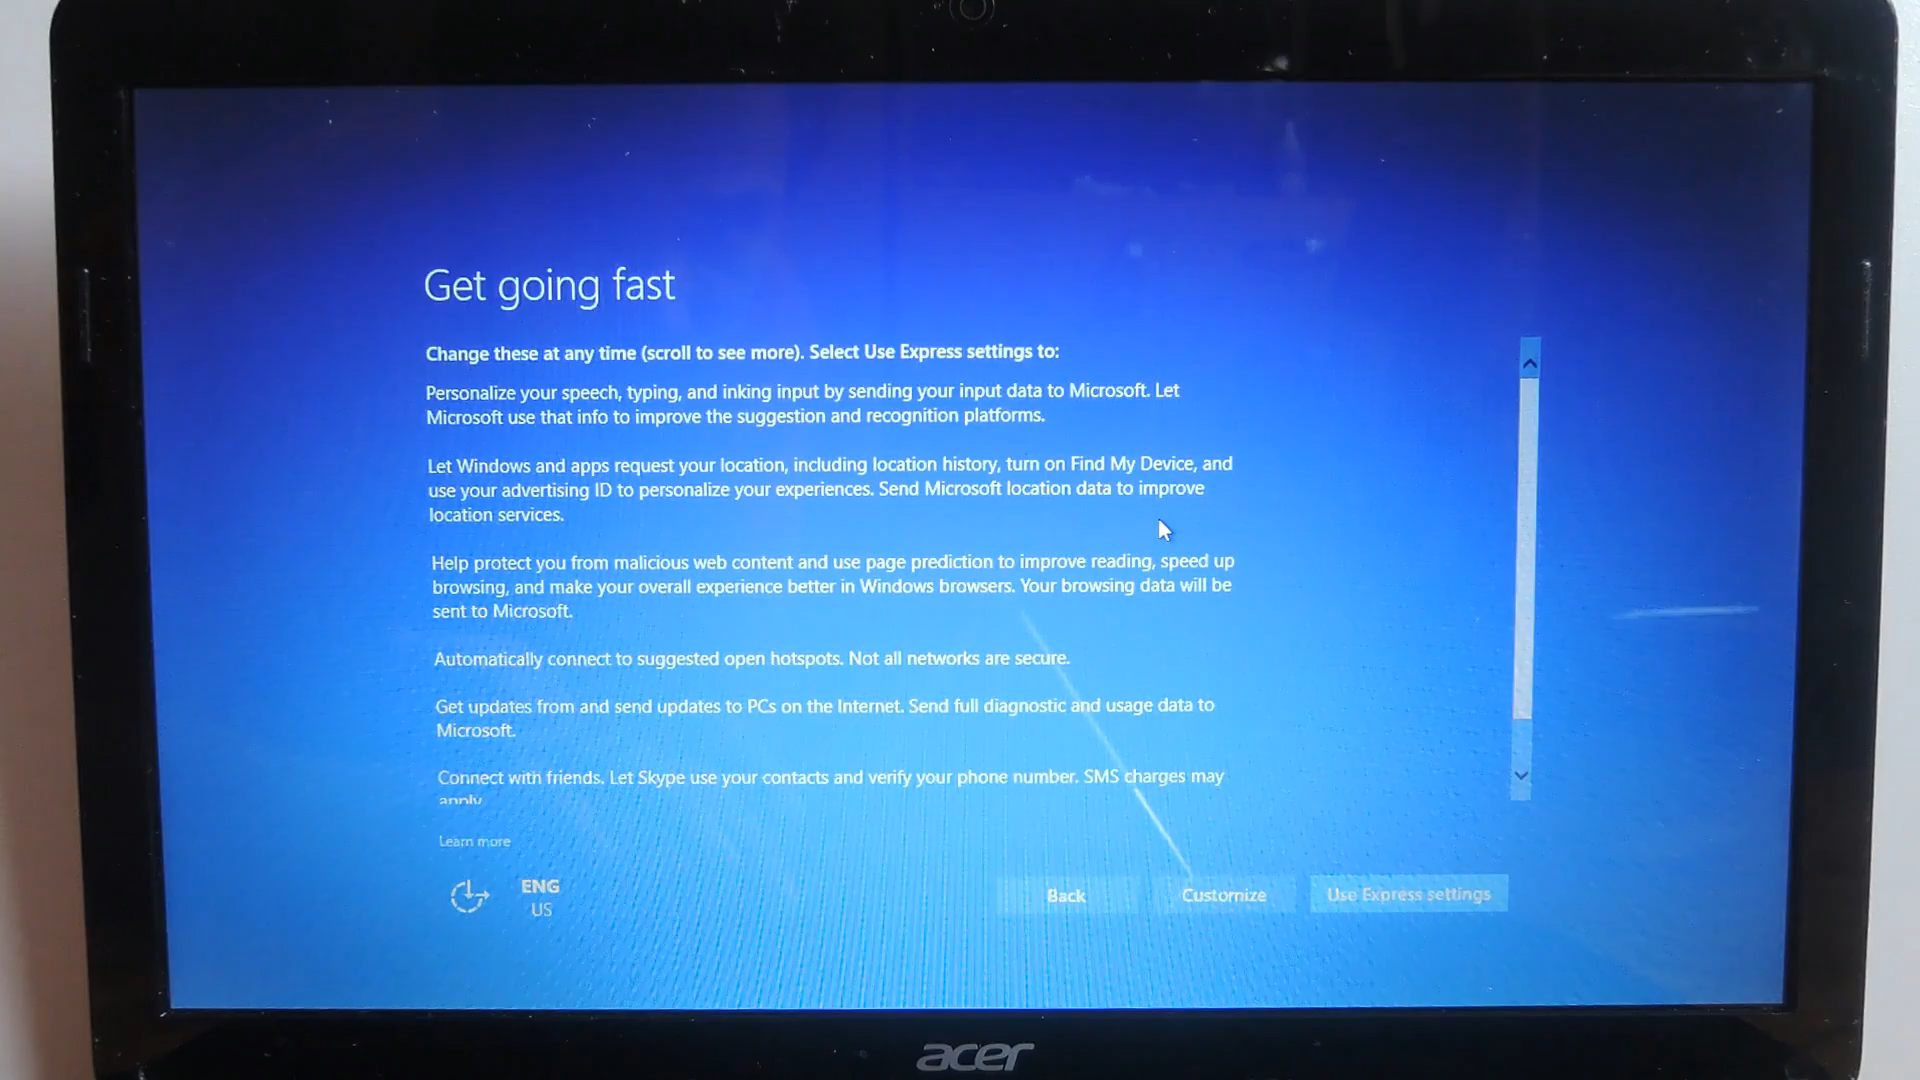 Get going fast
Change these at any time (scroll to see more). Select Use Express settings to:
Personalize your speech, typing, and inking input by sending your input data to Microsoft. Let
Microsoft use that info to improve the suggestion and recognition platforms.
Let Windows and apps request your location, including location history, turn on Find My Device, and
use your advertising ID to personalize your experiences. Send Microsoft location data to improve
location services.
Help protect you from malicious web content and use page prediction to improve reading, speed up
browsing, and make your overall experience better in Windows browsers. Your browsing data will be
sent to Microsoft.
Automatically connect to suggested open hotspots. Not all networks are secure.
Get updates from and send updates to PCs on the Internet. Send full diagnostic and usage data to
Microsoft.
Connect with friends. Let Skype use your contacts and verify your phone number. SMS charges may
apply
Learn more
ENG
US
Back
Customize
Use Express settings
acer